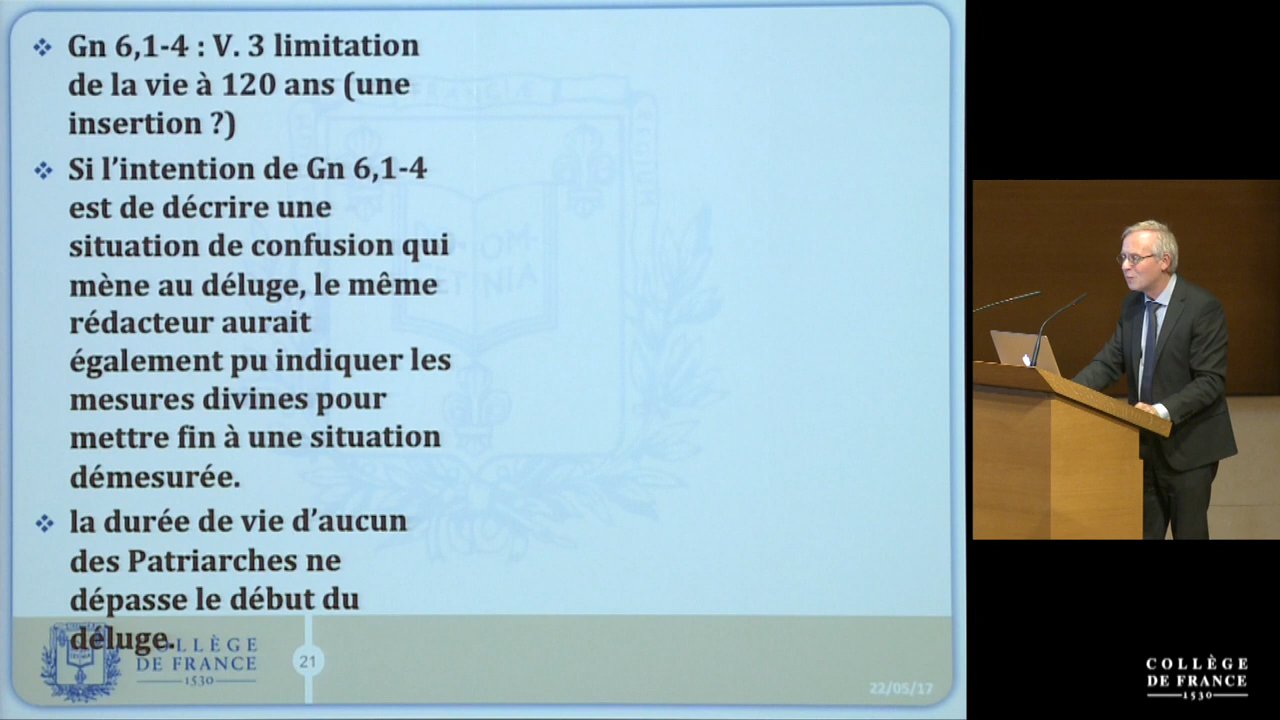 Gn 6,1-4 : V. 3 limitation
de la vie à 120 ans (une
insertion ?)
Si l'intention de Gn 6,1-4
est de décrire une
situation de confusion qui
mène au déluge, le même
rédacteur aurait
également pu indiquer les
mesures divines pour
mettre fin à une situation
démesurée.
la durée de vie d'aucun
des Patriarches ne
dépasse le début du
déluge.
COLLÈGE
DE FRANCE
1530
21
22/05/17
COLLÈGE
DE FRANCE
1530